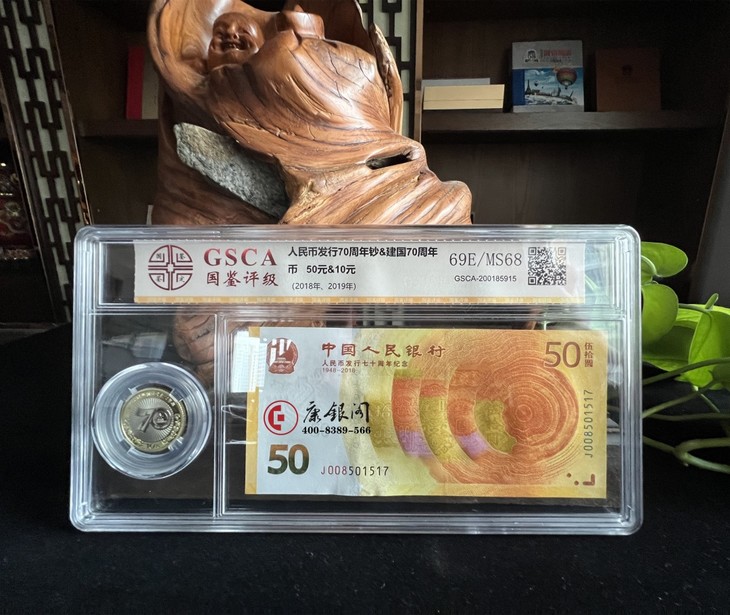 GSCA
国鉴评级
人民币发行70周年钞&建国70周年
币 50元&10元
(2018年、2019年)
69E/MS68
GSCA-200185915
中国人民银行
人民币发行七十周年纪念
1948-2018
50
伍拾圆
康银阁
400-8389-566
50
J008501517
J008501517
70